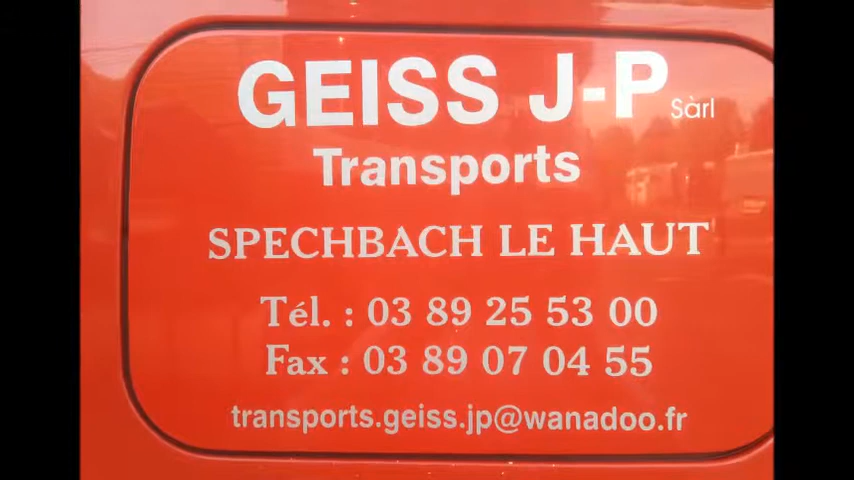 GEISS J-P Sàrl
Transports
SPECHBACH LE HAUT
Tél. : 03 89 25 53 00
Fax : 03 89 07 04 55
transports.geiss.jp@wanadoo.fr